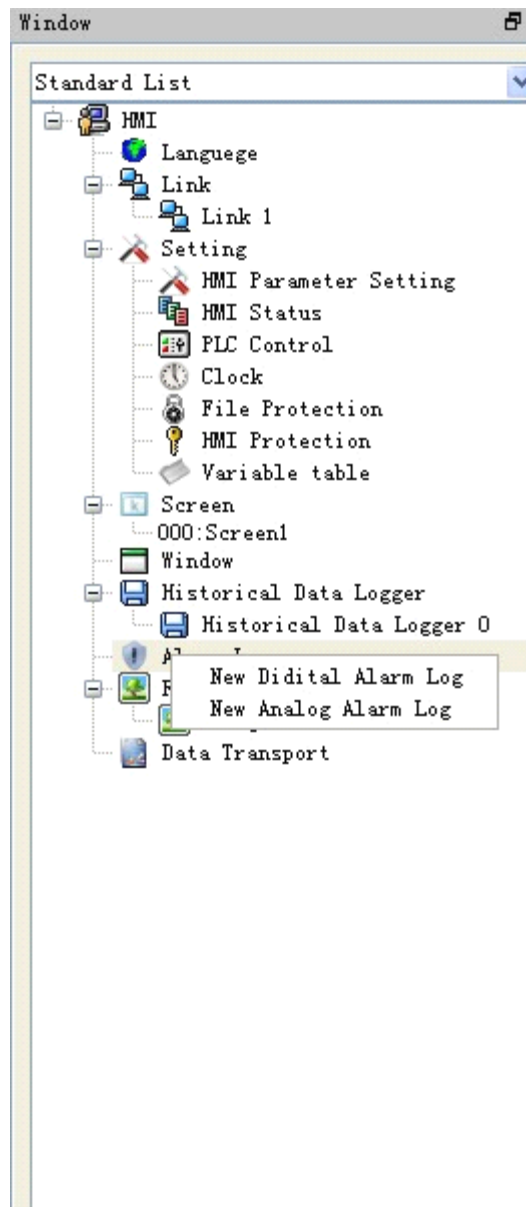 Window
Standard List
HMI
Languege
Link
Link 1
Setting
HMI Parameter Setting
HMI Status
PLC Control
Clock
File Protection
HMI Protection
Variable table
Screen
000:Screen1
Window
Historical Data Logger
Historical Data Logger 0
New Didital Alarm Log
New Analog Alarm Log
Data Transport